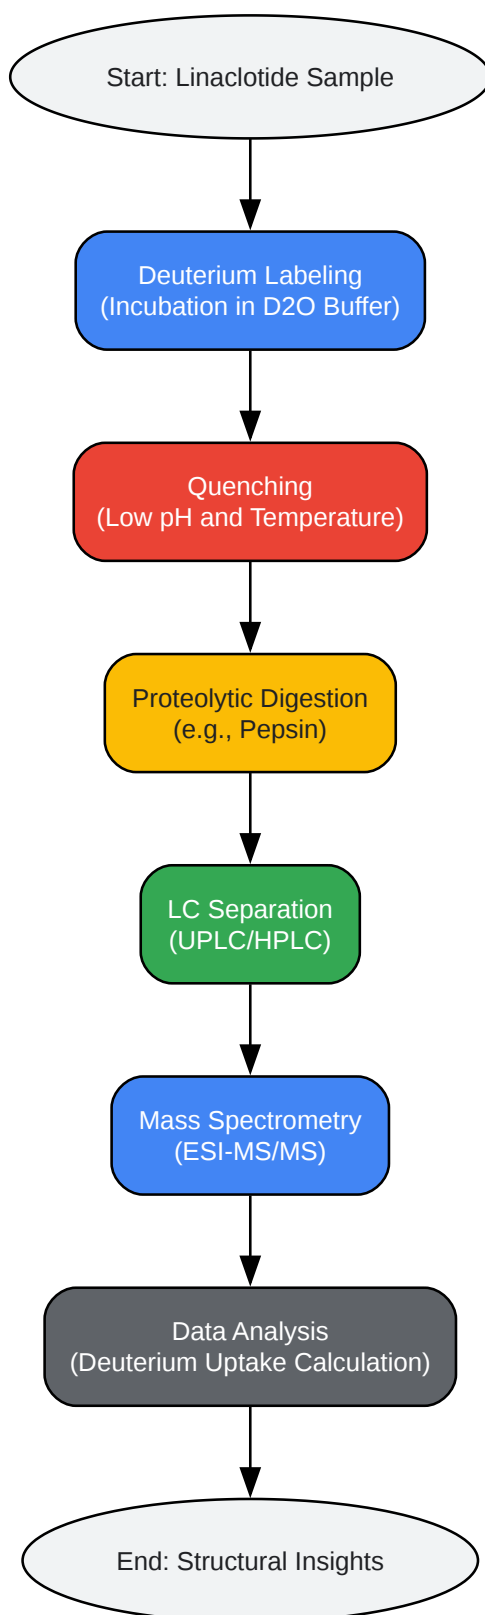 Start: Linaclotide Sample
Deuterium Labeling
(Incubation in D2O Buffer)
Quenching
(Low pH and Temperature)
Proteolytic Digestion
(e.g., Pepsin)
LC Separation
(UPLC/HPLC)
Mass Spectrometry
(ESI-MS/MS)
Data Analysis
(Deuterium Uptake Calculation)
End: Structural Insights